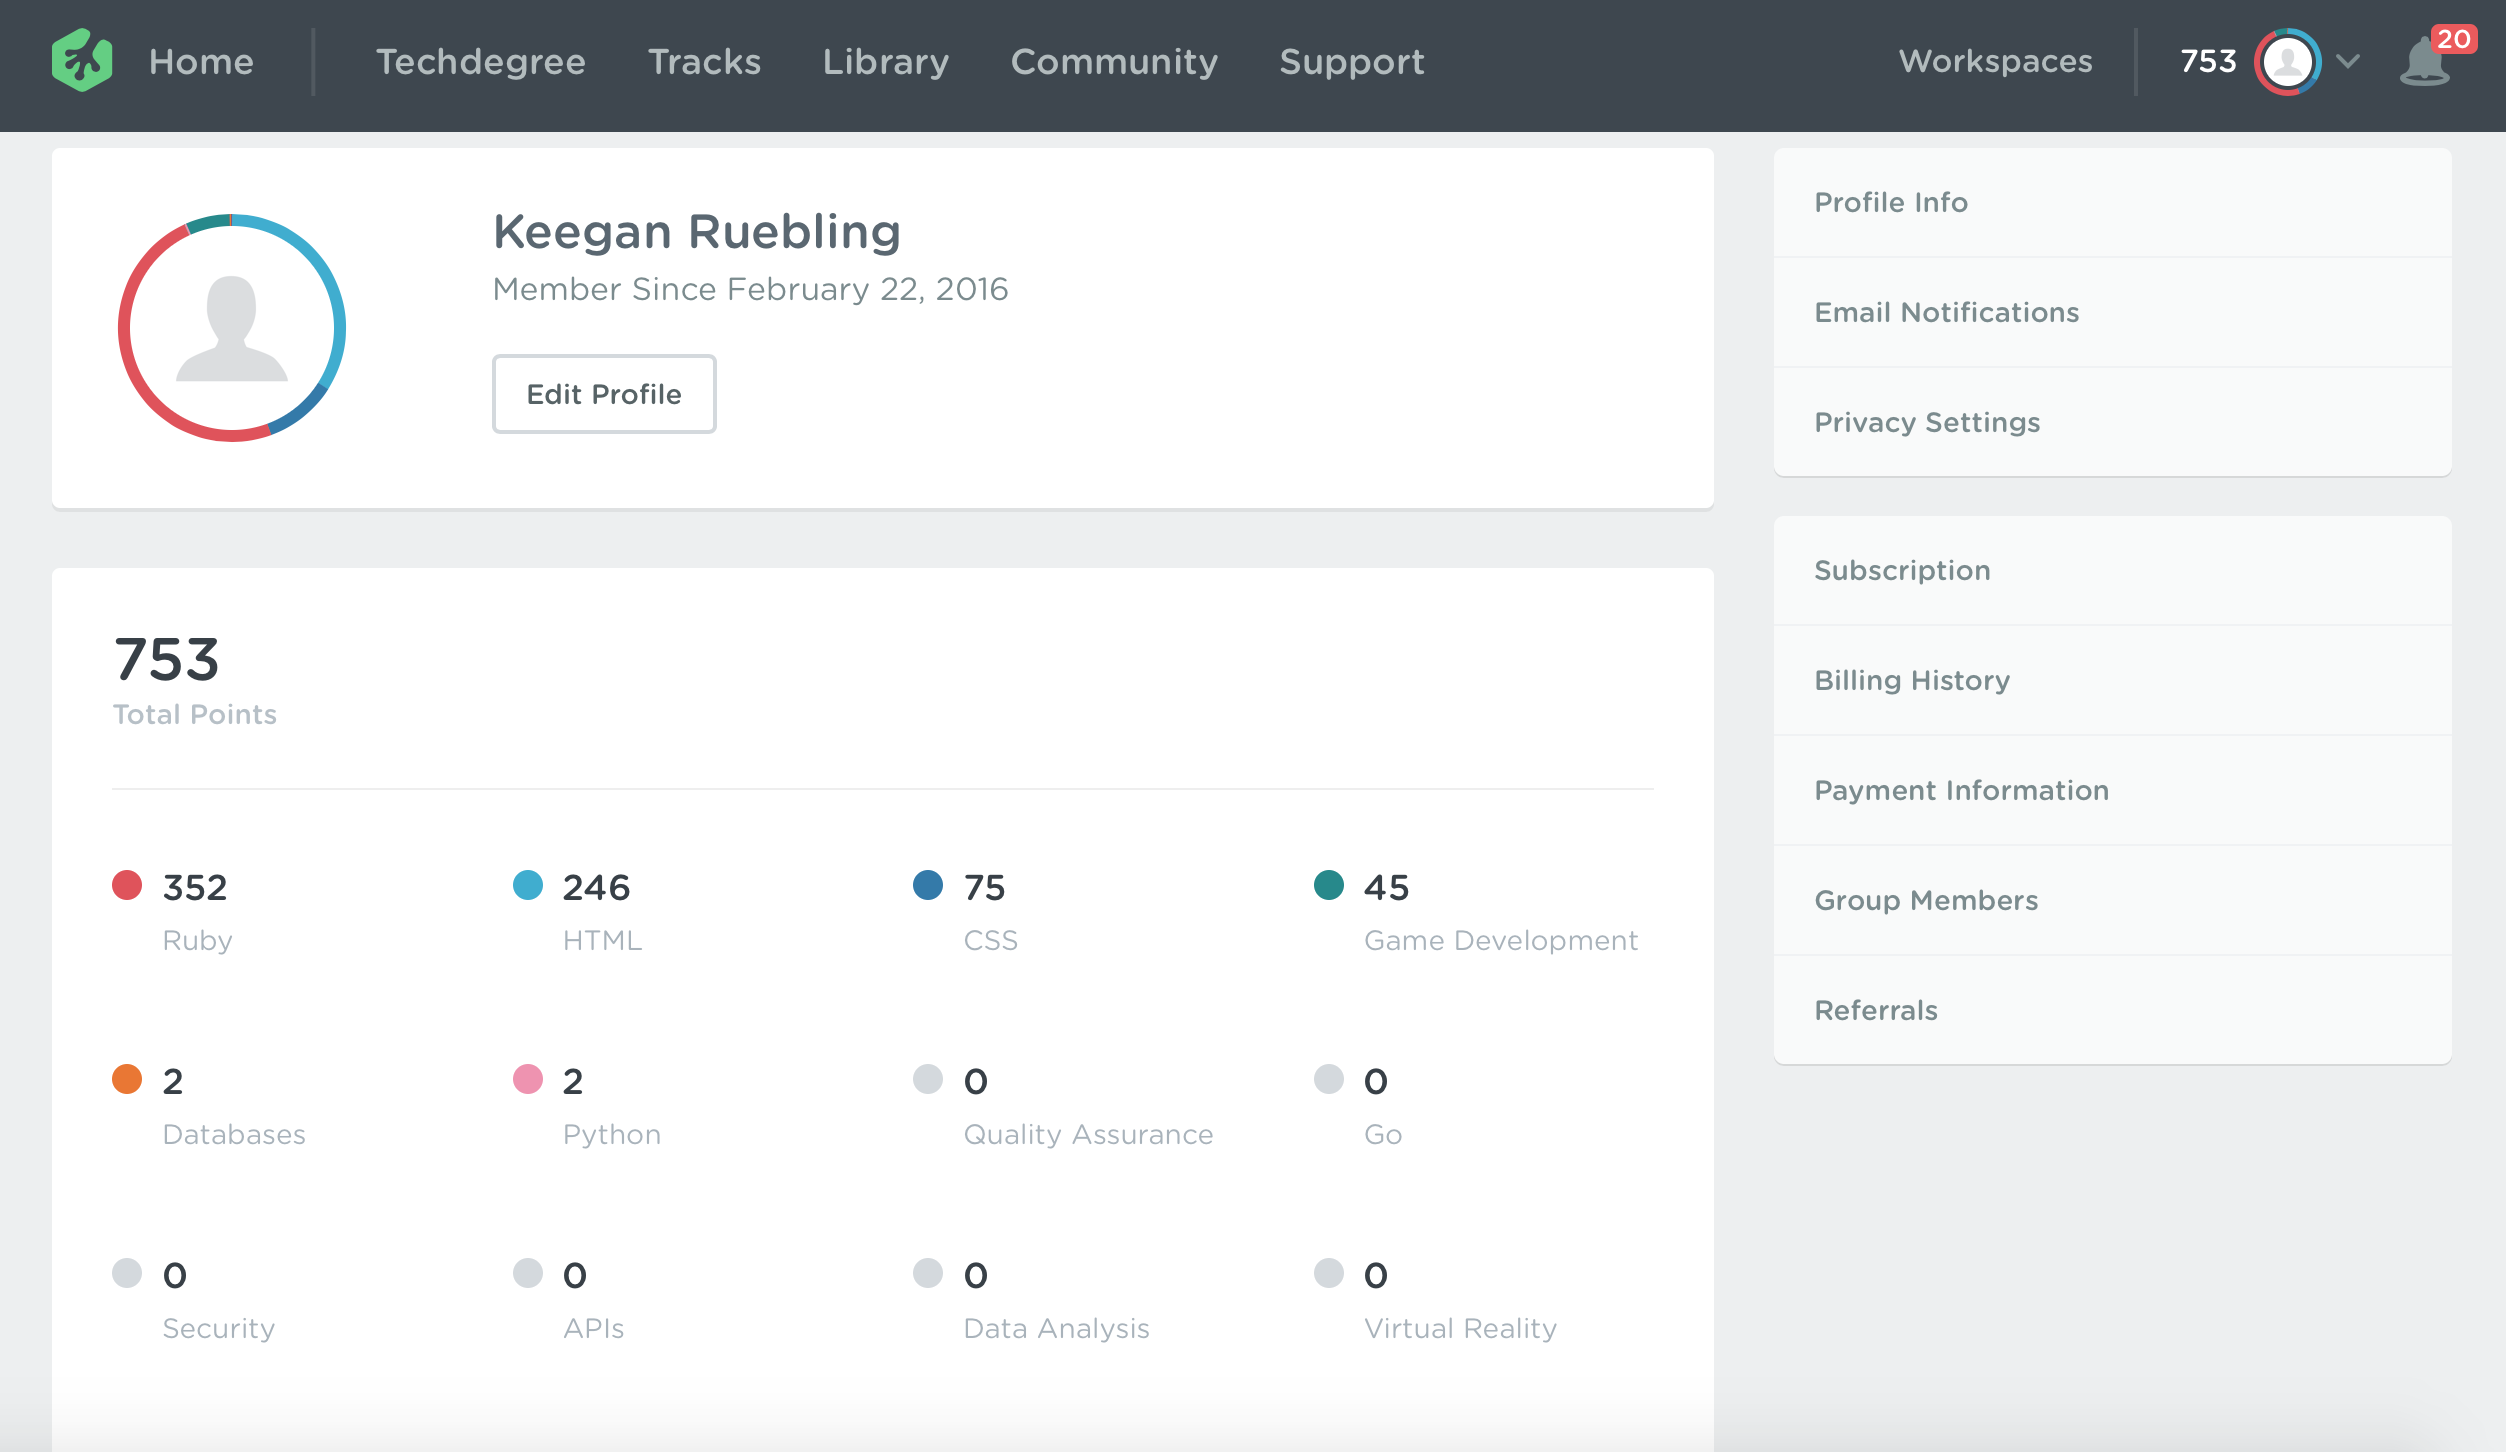 Home Techdegree Tracks Library Community Support Workspaces 753 20
Keegan Ruebling
Member Since February 22, 2016
Edit Profile
753
Total Points
352 246 75 45
Ruby HTML CSS Game Development
2 2 0 0
Databases Python Quality Assurance Go
0 0 0 0
Security APIs Data Analysis Virtual Reality
Profile Info
Email Notifications
Privacy Settings
Subscription
Billing History
Payment Information
Group Members
Referrals